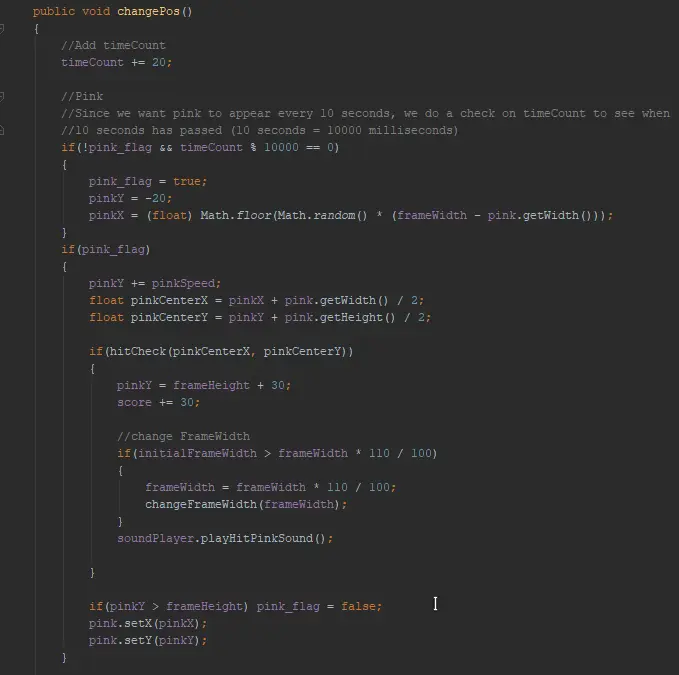 public void changePos()
{
//Add timeCount
timeCount += 20;
//Pink
//Since we want pink to appear every 10 seconds, we do a check on timeCount to see when
//10 seconds has passed (10 seconds = 10000 milliseconds)
if(!pink_flag && timeCount % 10000 == 0)
{
pink_flag = true;
pinkY = -20;
pinkX = (float) Math.floor(Math.random() * (frameWidth - pink.getWidth()));
}
if(pink_flag)
{
pinkY += pinkSpeed;
float pinkCenterX = pinkX + pink.getWidth() / 2;
float pinkCenterY = pinkY + pink.getHeight() / 2;
if(hitCheck(pinkCenterX, pinkCenterY))
{
pinkY = frameHeight + 30;
score += 30;
//change FrameWidth
if(initialFrameWidth > frameWidth * 110 / 100)
{
frameWidth = frameWidth * 110 / 100;
changeFrameWidth(frameWidth);
}
soundPlayer.playHitPinkSound();
}
if(pinkY > frameHeight) pink_flag = false;
pink.setX(pinkX);
pink.setY(pinkY);
}